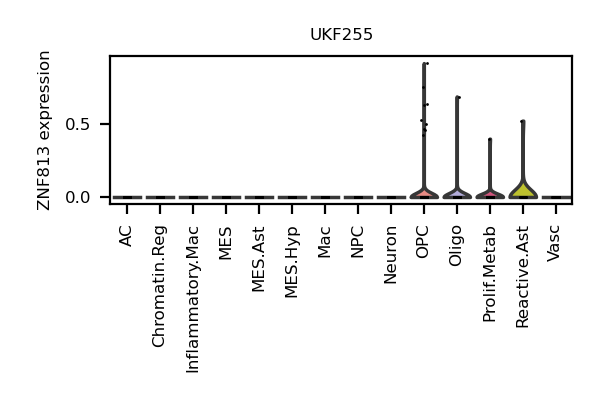 UKF255
ZNF813 expression
0.5
0.0
AC
Chromatin.Reg
Inflammatory.Mac
MES
MES.Ast
MES.Hyp
Mac
NPC
Neuron
OPC
Oligo
Prolif.Metab
Reactive.Ast
Vasc